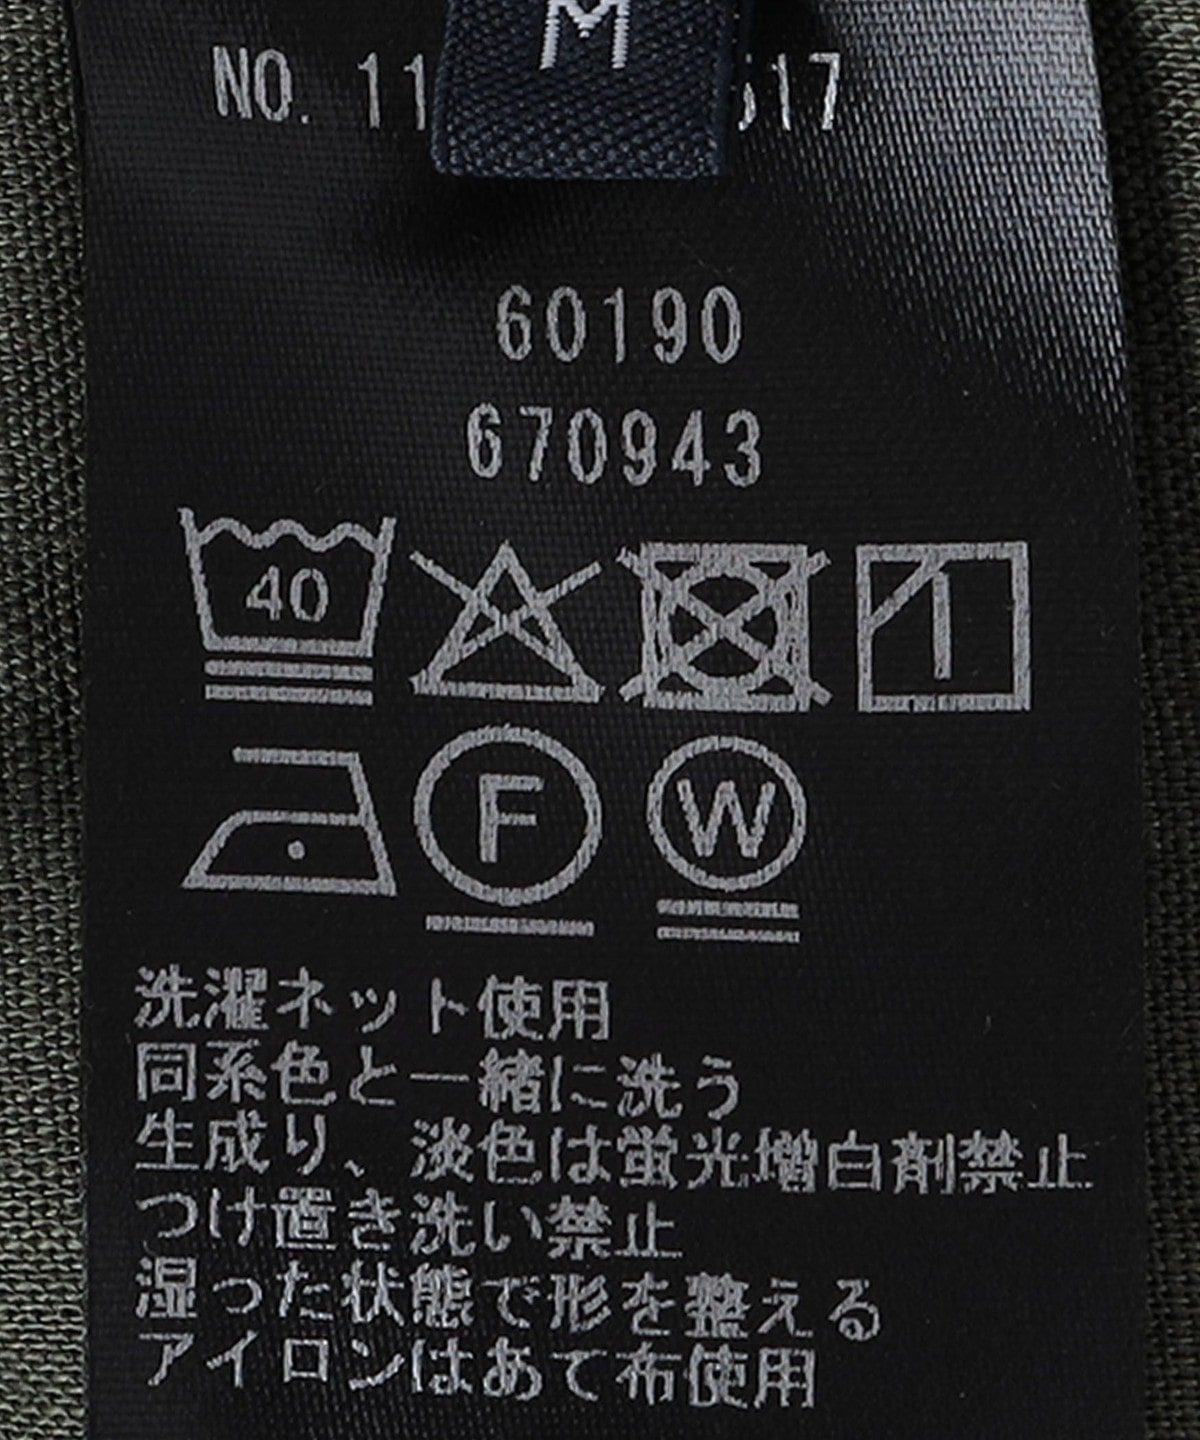 M
NO. 11 517
60190
670943
40
F
W
洗濯ネット使用
同系色と一緒に洗う
生成り、淡色は蛍光増白剤禁止
つけ置き洗い禁止
湿った状態で形を整える
アイロンはあて布使用